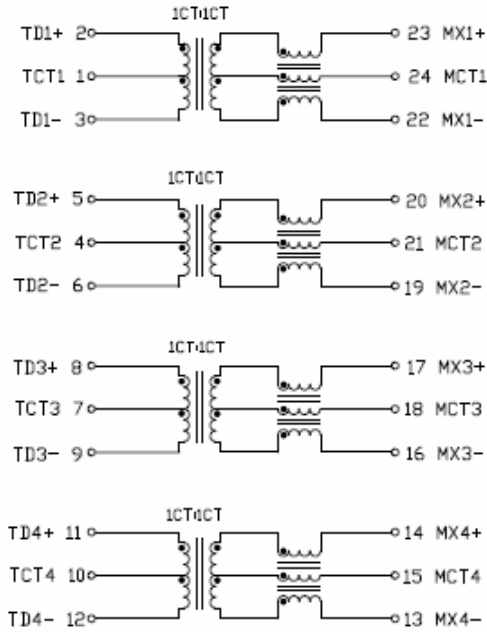 1CT:1CT
TD1+ 2 23 MX1+
TCT1 1 24 MCT1
TD1- 3 22 MX1-
1CT:1CT
TD2+ 5 20 MX2+
TCT2 4 21 MCT2
TD2- 6 19 MX2-
1CT:1CT
TD3+ 8 17 MX3+
TCT3 7 18 MCT3
TD3- 9 16 MX3-
1CT:1CT
TD4+ 11 14 MX4+
TCT4 10 15 MCT4
TD4- 12 13 MX4-